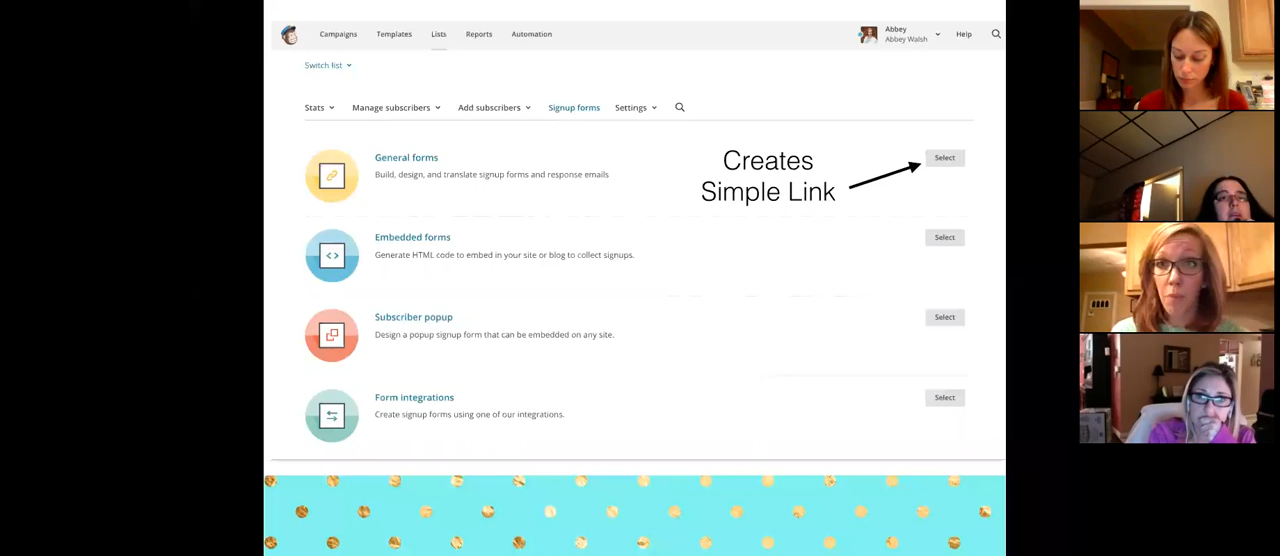 Campaigns Templates Lists Reports Automation
Abbey
Abbey Walsh
Help
Switch list
Stats Manage subscribers Add subscribers Signup forms Settings
General forms
Build, design, and translate signup forms and response emails
Select
Creates
Simple Link
Embedded forms
Generate HTML code to embed in your site or blog to collect signups.
Select
Subscriber popup
Design a popup signup form that can be embedded on any site.
Select
Form integrations
Create signup forms using one of our integrations.
Select